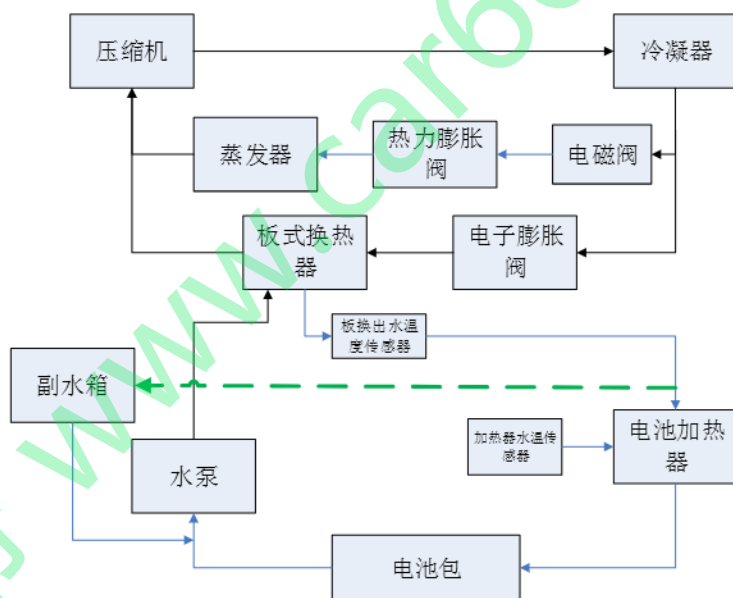 压缩机
冷凝器
蒸发器
热力膨胀
阀
电磁阀
板式换热
器
电子膨胀
阀
板换出水温
度传感器
副水箱
加热器水温传
感器
电池加热
器
水泵
电池包
www.car6